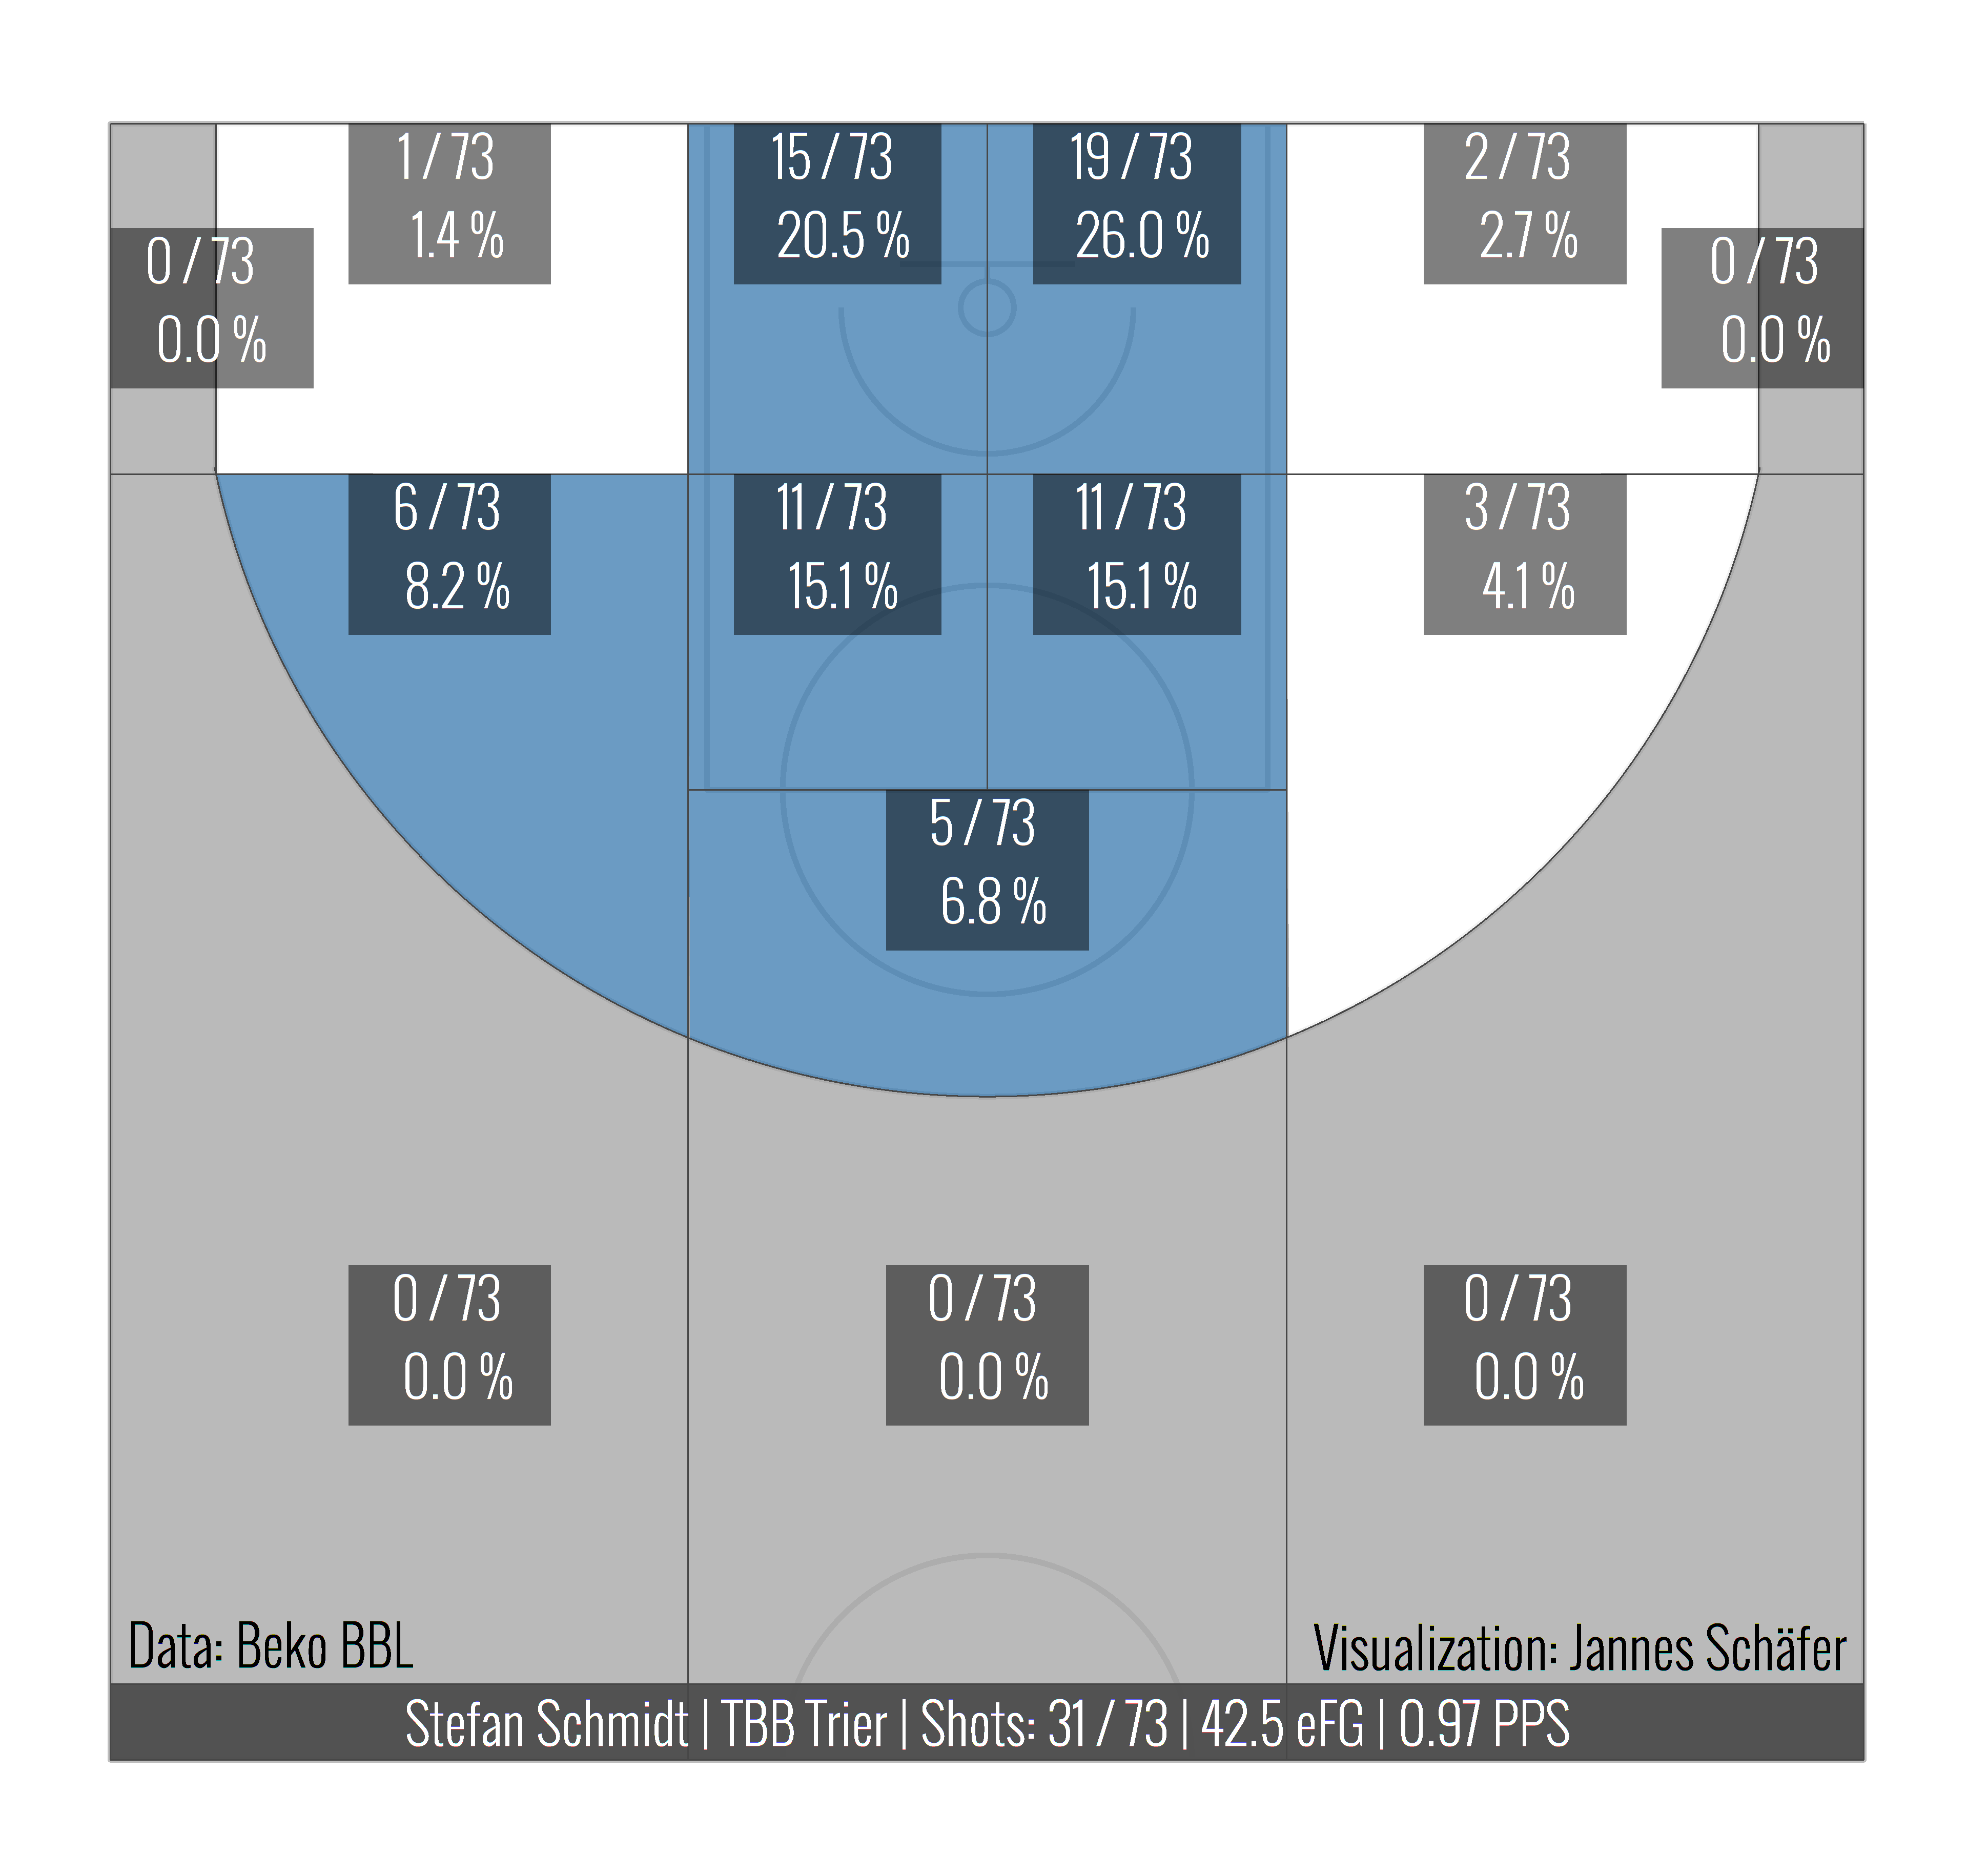 1 / 73
1.4 %
15 / 73
20.5 %
19 / 73
26.0 %
2 / 73
2.7 %
0 / 73
0.0 %
0 / 73
0.0 %
6 / 73
8.2 %
11 / 73
15.1 %
11 / 73
15.1 %
3 / 73
4.1 %
5 / 73
6.8 %
0 / 73
0.0 %
0 / 73
0.0 %
0 / 73
0.0 %
Data: Beko BBL
Visualization: Jannes Schäfer
Stefan Schmidt | TBB Trier | Shots: 31 / 73 | 42.5 eFG | 0.97 PPS